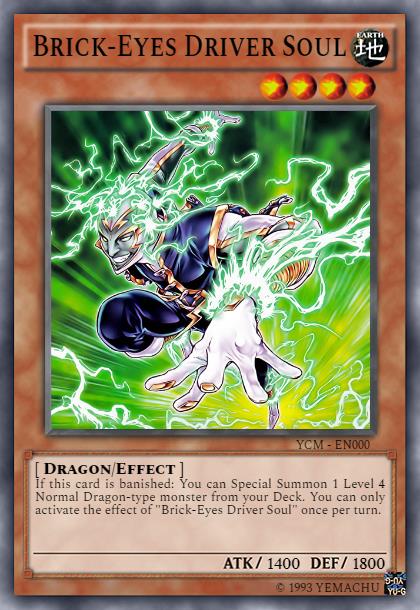 BRICK-EYES DRIVER SOUL
EARTH
地
YCM - EN000
[ DRAGON/EFFECT ]
If this card is banished: You can Special Summon 1 Level 4
Normal Dragon-type monster from your Deck. You can only
activate the effect of "Brick-Eyes Driver Soul" once per turn.
ATK/ 1400 DEF/ 1800
© 1993 YEMACHU
YU-G